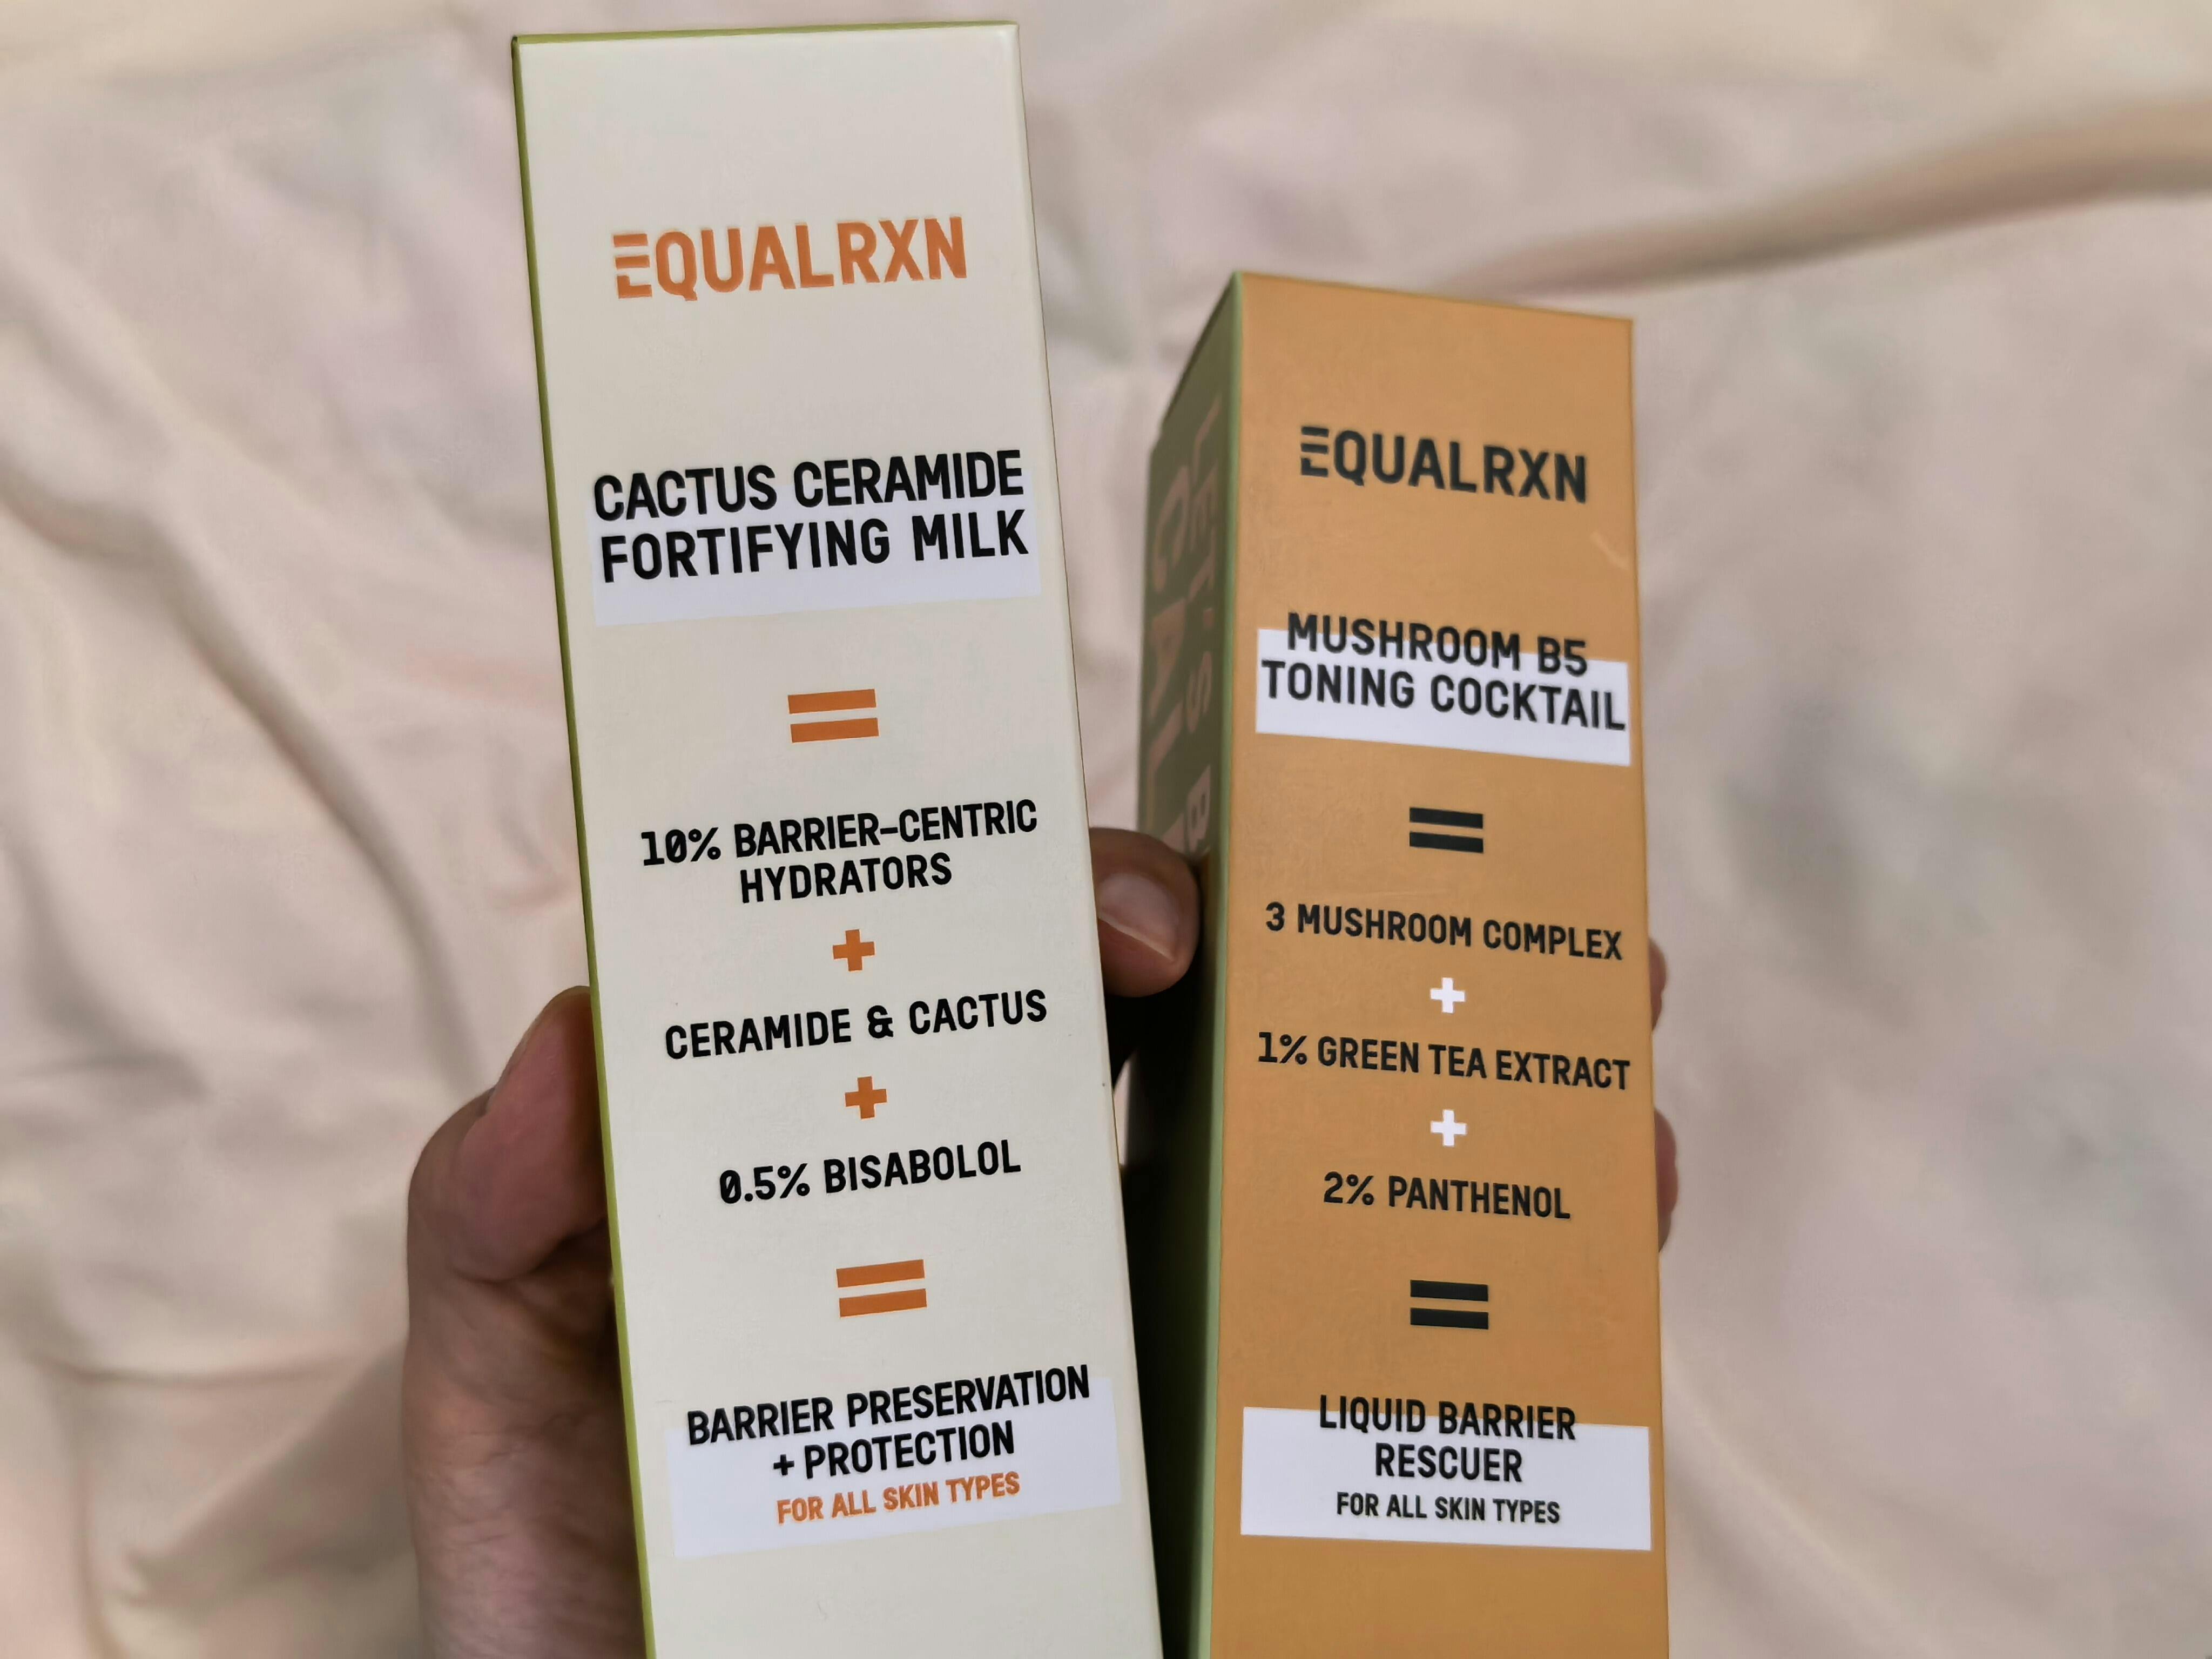 EQUALRXN
CACTUS CERAMIDE
FORTIFYING MILK
=
10% BARRIER-CENTRIC
HYDRATORS
+
CERAMIDE & CACTUS
+
0.5% BISABOLOL
=
BARRIER PRESERVATION
+ PROTECTION
FOR ALL SKIN TYPES
EQUALRXN
MUSHROOM B5
TONING COCKTAIL
=
3 MUSHROOM COMPLEX
+
1% GREEN TEA EXTRACT
+
2% PANTHENOL
=
LIQUID BARRIER
RESCUER
FOR ALL SKIN TYPES
LET'S